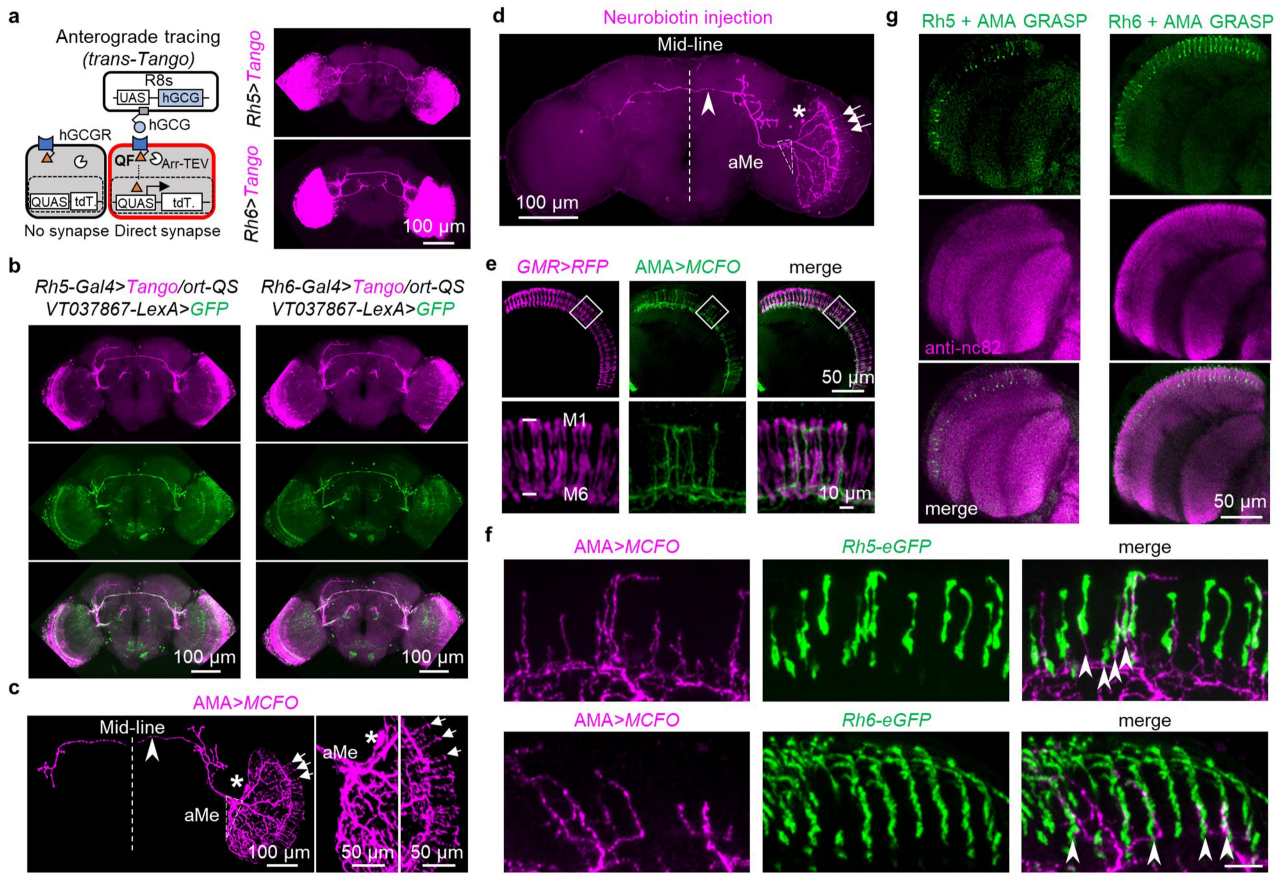 a
Anterograde tracing
(trans-Tango)
R8s
UAS
hGCG
hGCG
hGCGR
QF
Arr-TEV
QUAS
tdT.
QUAS
tdT.
No synapse
Direct synapse
Rh5>Tango
Rh6>Tango
100 μm
b
Rh5-Gal4>Tango/ort-QS
VT037867-LexA>GFP
Rh6-Gal4>Tango/ort-QS
VT037867-LexA>GFP
100 μm
100 μm
c
AMA>MCFO
Mid-line
*
aMe
100 μm
aMe
*
50 μm
50 μm
d
Neurobiotin injection
Mid-line
*
aMe
100 μm
e
GMR>RFP
AMA>MCFO
merge
50 μm
M1
M6
10 μm
f
AMA>MCFO
Rh5-eGFP
merge
AMA>MCFO
Rh6-eGFP
merge
g
Rh5 + AMA GRASP
Rh6 + AMA GRASP
anti-nc82
merge
50 μm